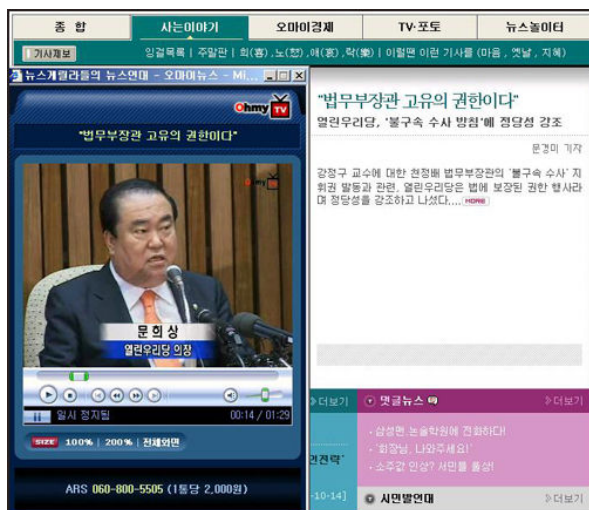 종 합
사는이야기
오마이경제
TV·포토
뉴스놀이터
기사제보
잉걸목록 | 주말판 | 희(喜),노(怒),애(哀),락(樂) | 이럴땐 이런 기사를 (마음, 옛날, 지혜)
뉴스게릴라들의 뉴스연대 - 오마이뉴스 - Mi...
Ohmy TV
"법무부장관 고유의 권한이다"
Ohmy TV
문희상
열린우리당 의장
일시 정지됨
00:14 / 01:29
SIZE 100% | 200% | 전체화면
ARS 060-800-5505 (1통당 2,000원)
"법무부장관 고유의 권한이다"
열린우리당, '불구속 수사 방침'에 정당성 강조
문경미 기자
강정구 교수에 대한 천정배 법무부장관의 '불구속 수사' 지
휘권 발동과 관련, 열린우리당은 법에 보장된 권한 행사라
며 정당성을 강조하고 나섰다....MORE
더보기
댓글뉴스
더보기
· 삼성맨, 논술학원에 전화하다!
· '회장님, 나와주세요!'
· 소주값 인상? 서민를 폴상!
전략'
-10-14]
시민발언대
더보기